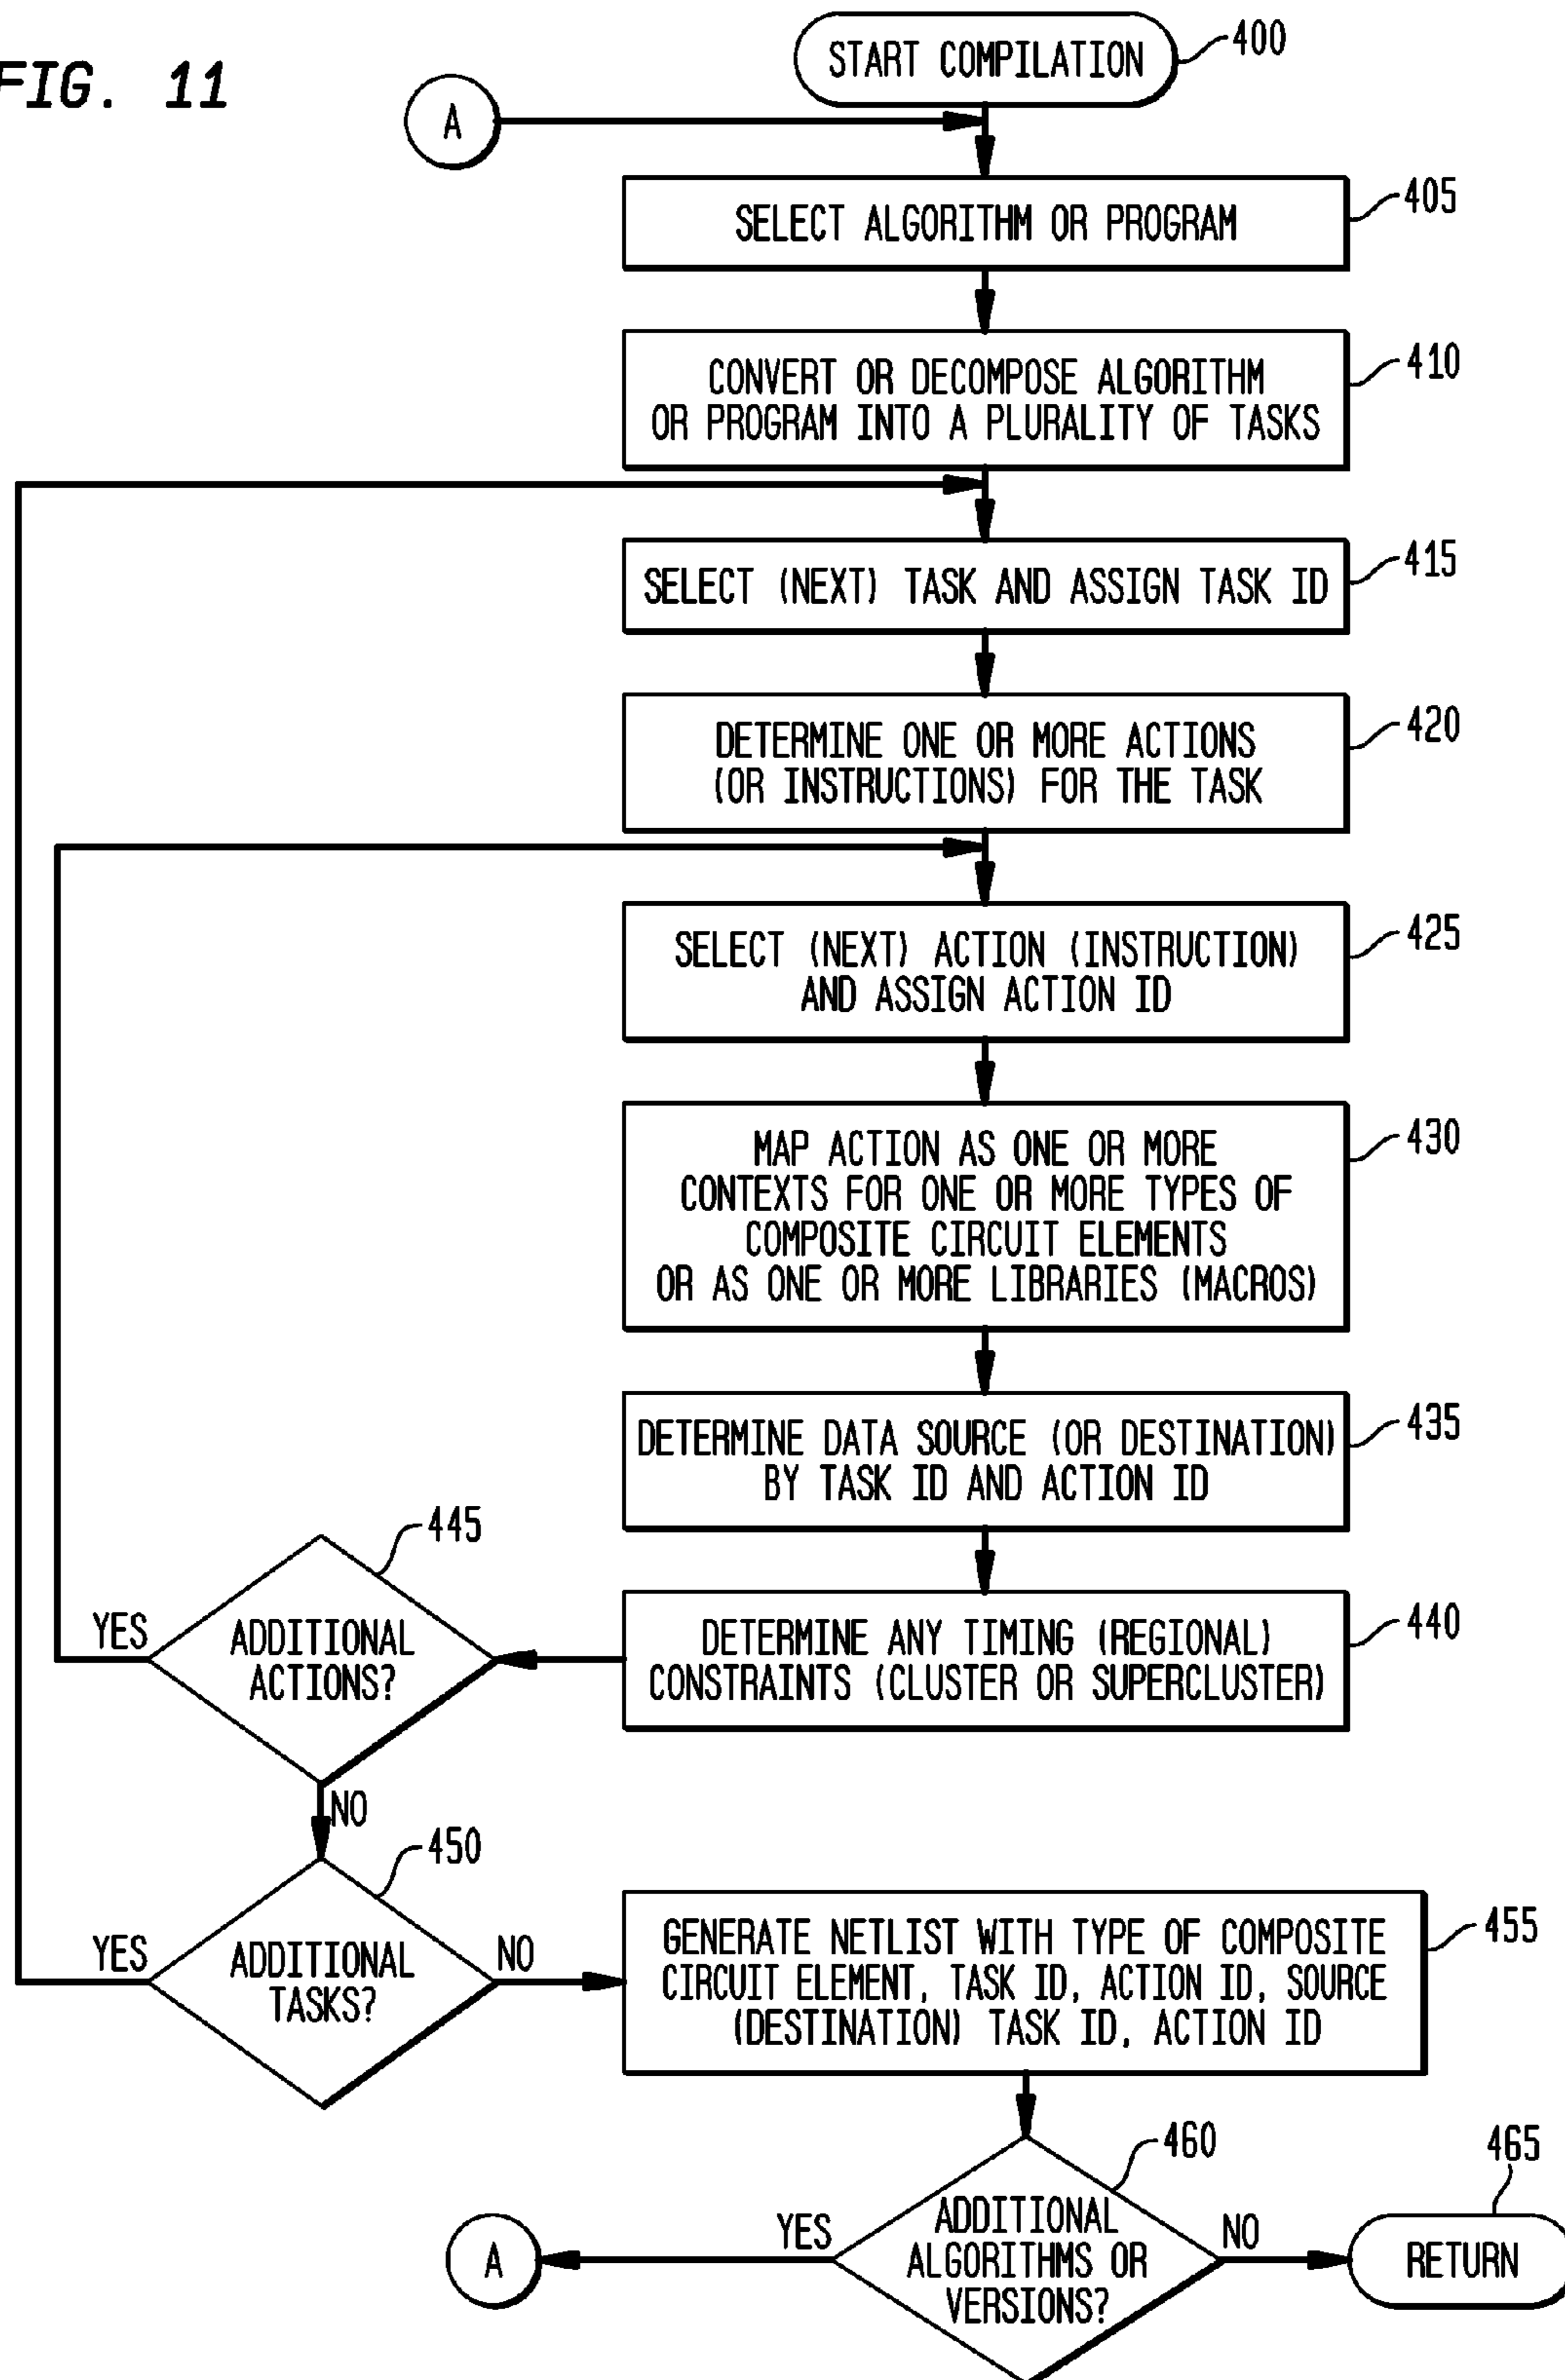 FIG. 11
START COMPILATION
400
A
SELECT ALGORITHM OR PROGRAM
405
CONVERT OR DECOMPOSE ALGORITHM
OR PROGRAM INTO A PLURALITY OF TASKS
410
SELECT (NEXT) TASK AND ASSIGN TASK ID
415
DETERMINE ONE OR MORE ACTIONS
(OR INSTRUCTIONS) FOR THE TASK
420
SELECT (NEXT) ACTION (INSTRUCTION)
AND ASSIGN ACTION ID
425
MAP ACTION AS ONE OR MORE
CONTEXTS FOR ONE OR MORE TYPES OF
COMPOSITE CIRCUIT ELEMENTS
OR AS ONE OR MORE LIBRARIES (MACROS)
430
DETERMINE DATA SOURCE (OR DESTINATION)
BY TASK ID AND ACTION ID
435
DETERMINE ANY TIMING (REGIONAL)
CONSTRAINTS (CLUSTER OR SUPERCLUSTER)
440
445
YES
ADDITIONAL
ACTIONS?
NO
450
YES
ADDITIONAL
TASKS?
NO
GENERATE NETLIST WITH TYPE OF COMPOSITE
CIRCUIT ELEMENT, TASK ID, ACTION ID, SOURCE
(DESTINATION) TASK ID, ACTION ID
455
460
YES
ADDITIONAL
ALGORITHMS OR
VERSIONS?
NO
A
465
RETURN